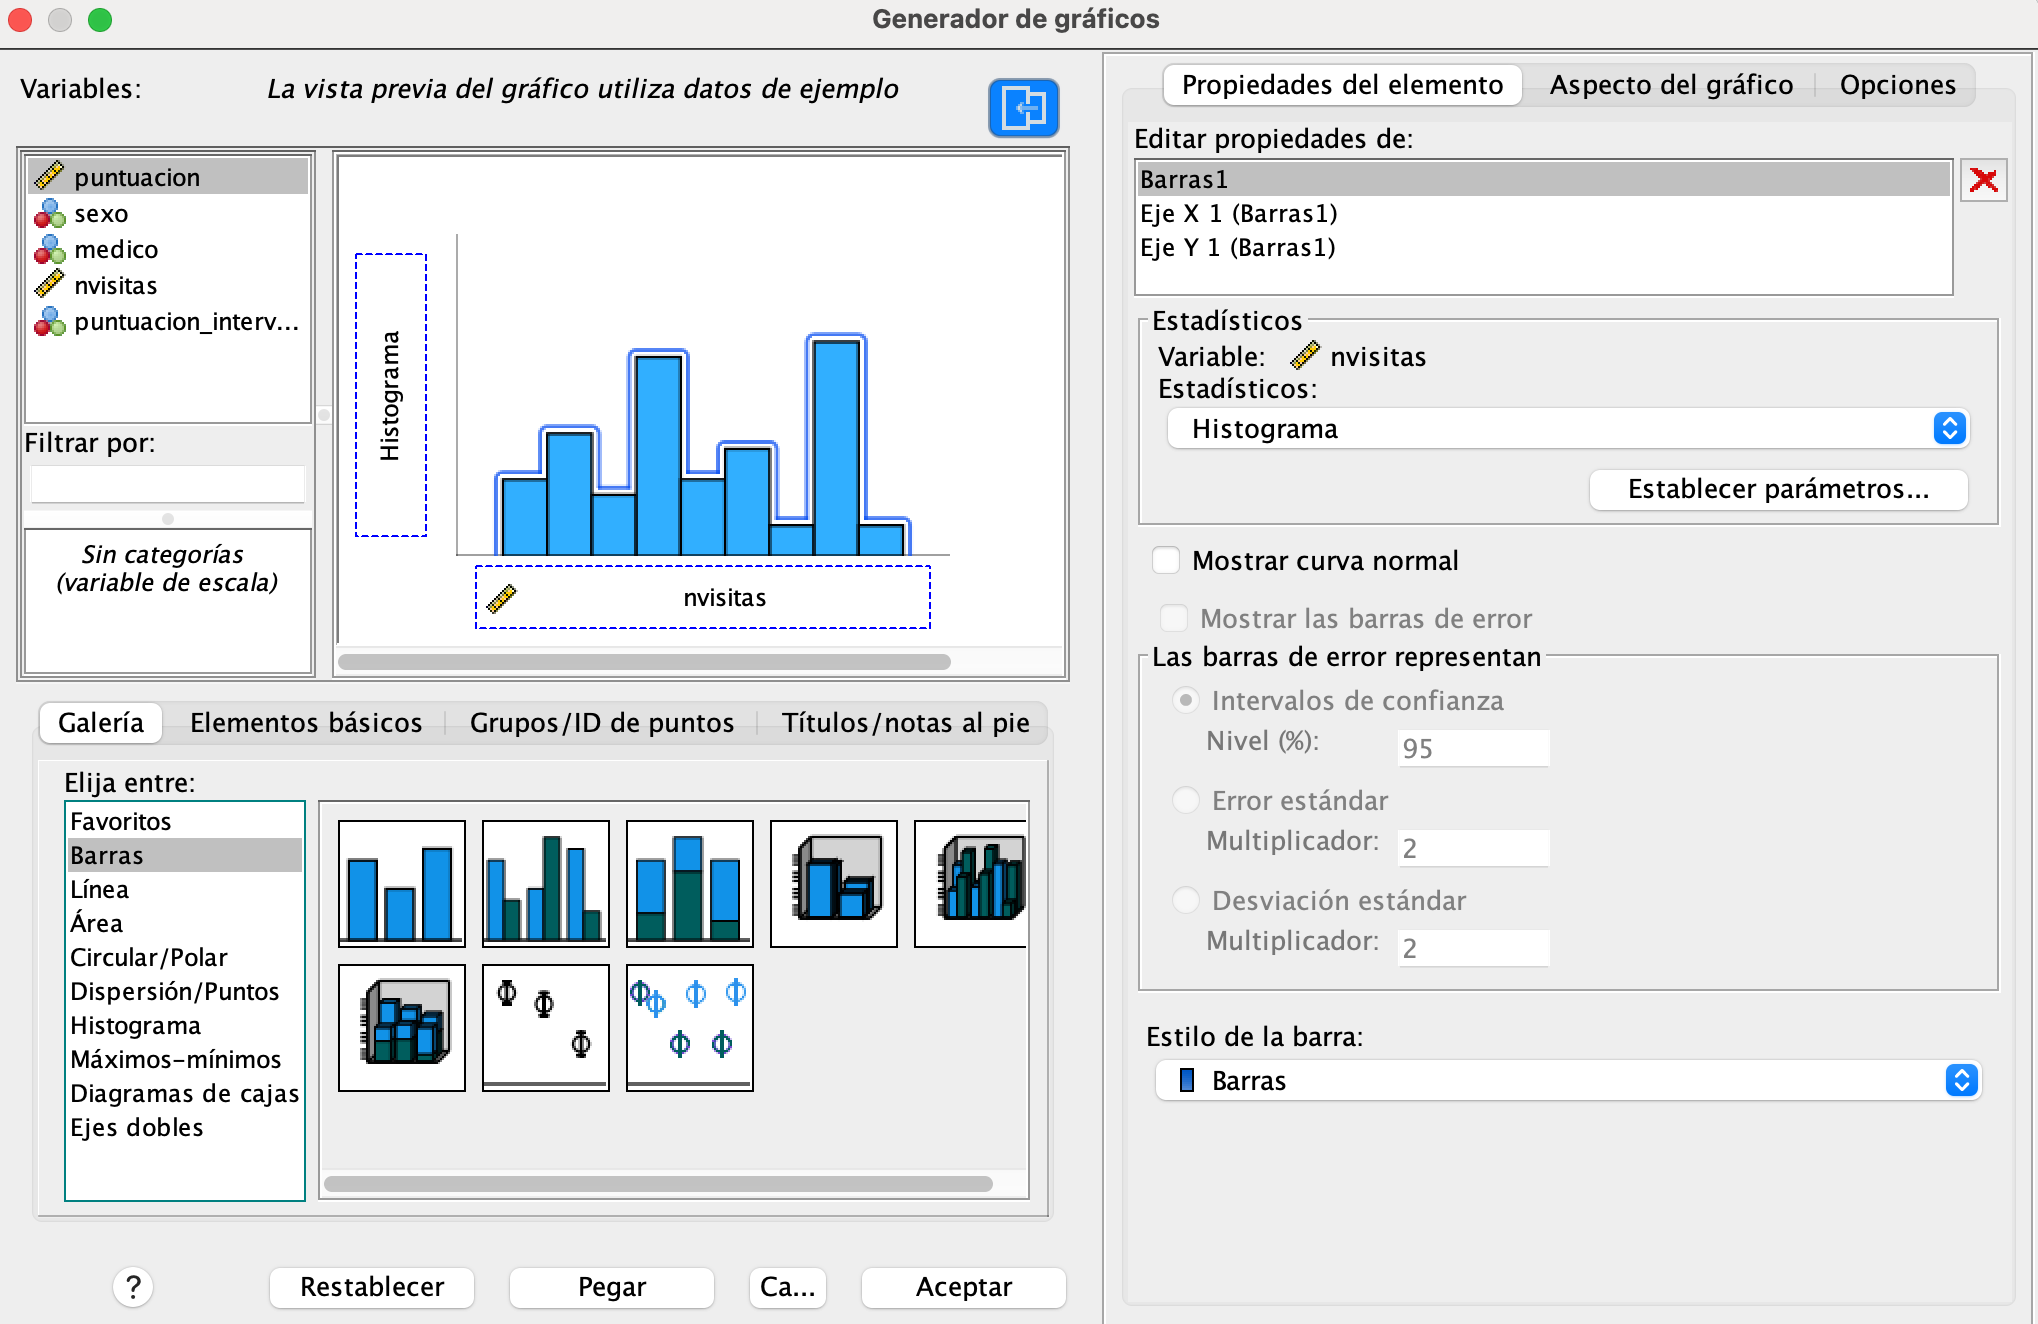 Generador de gráficos
Variables:
La vista previa del gráfico utiliza datos de ejemplo
puntuacion
sexo
medico
nvisitas
puntuacion_interv...
Filtrar por:
Sin categorías
(variable de escala)
Histograma
nvisitas
Galería
Elementos básicos
Grupos/ID de puntos
Títulos/notas al pie
Elija entre:
Favoritos
Barras
Línea
Área
Circular/Polar
Dispersión/Puntos
Histograma
Máximos-mínimos
Diagramas de cajas
Ejes dobles
?
Restablecer
Pegar
Ca...
Aceptar
Propiedades del elemento
Aspecto del gráfico
Opciones
Editar propiedades de:
Barras1
Eje X 1 (Barras1)
Eje Y 1 (Barras1)
Estadísticos
Variable: nvisitas
Estadísticos:
Histograma
Establecer parámetros...
Mostrar curva normal
Mostrar las barras de error
Las barras de error representan
Intervalos de confianza
Nivel (%): 95
Error estándar
Multiplicador: 2
Desviación estándar
Multiplicador: 2
Estilo de la barra:
Barras